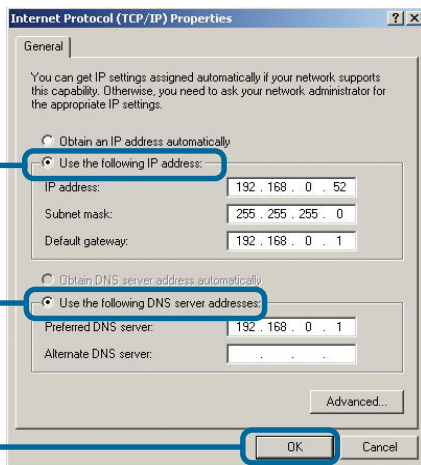 Internet Protocol (TCP/IP) Properties
General
You can get IP settings assigned automatically if your network supports
this capability. Otherwise, you need to ask your network administrator for
the appropriate IP settings.
Obtain an IP address automatically
Use the following IP address:
IP address: 192 . 168 . 0 . 52
Subnet mask: 255 . 255 . 255 . 0
Default gateway: 192 . 168 . 0 . 1
Obtain DNS server address automatically
Use the following DNS server addresses:
Preferred DNS server: 192 . 168 . 0 . 1
Alternate DNS server: . . .
Advanced...
OK Cancel